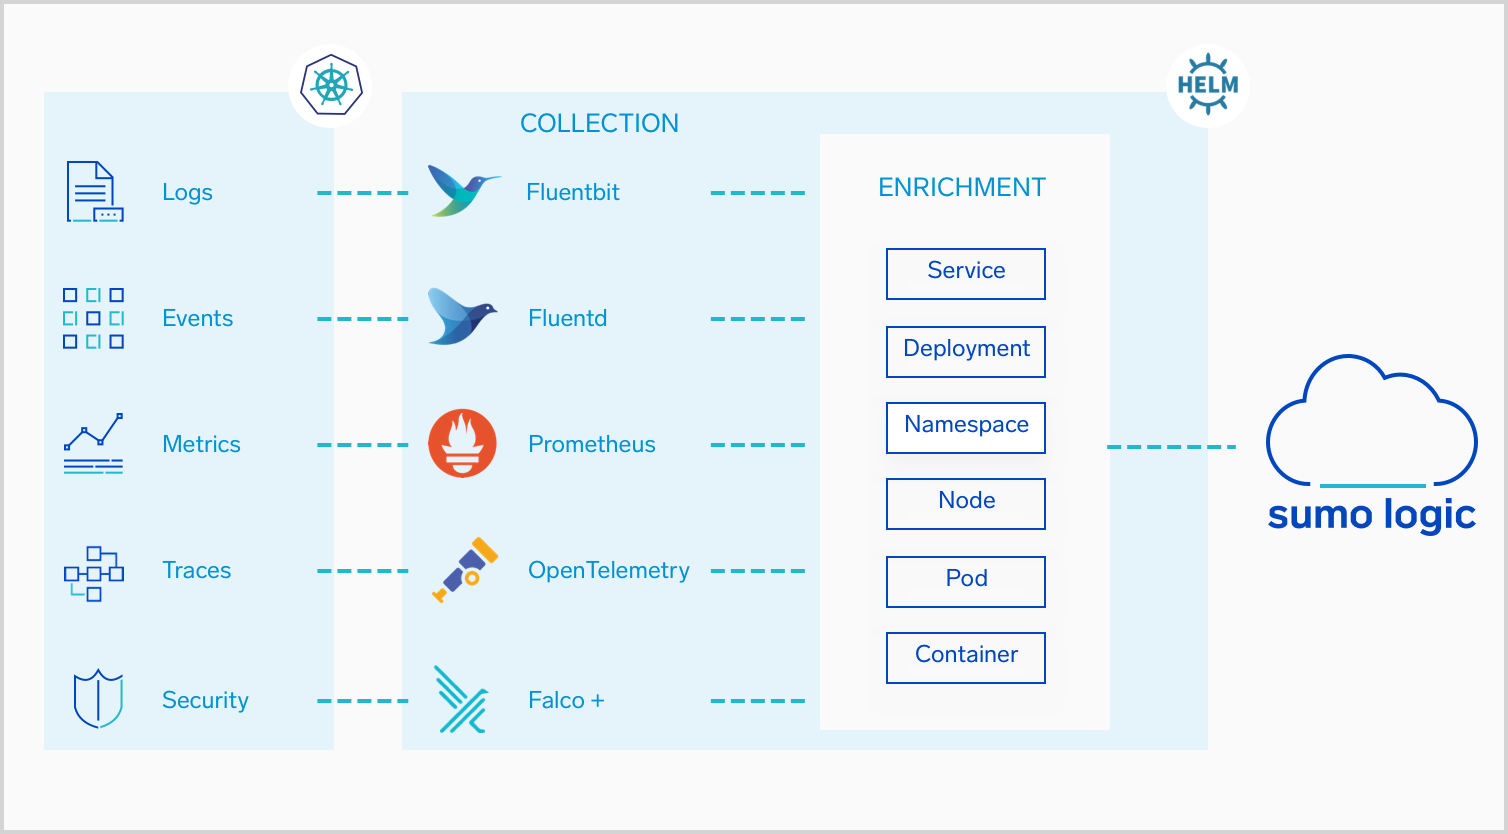 HELM
COLLECTION
Logs
Fluentbit
ENRICHMENT
Service
Events
Fluentd
Deployment
Namespace
Metrics
Prometheus
Node
sumo logic
Traces
OpenTelemetry
Pod
Container
Security
Falco +